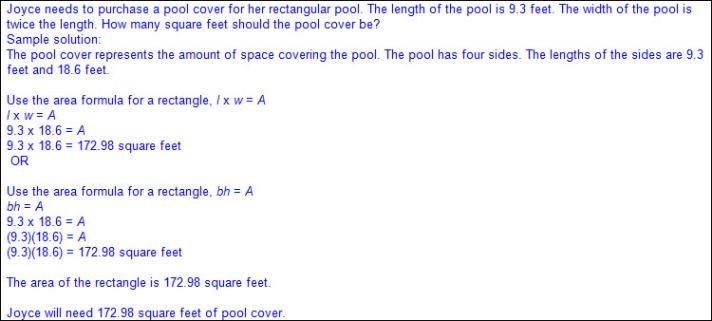 Joyce needs to purchase a pool cover for her rectangular pool. The length of the pool is 9.3 feet. The width of the pool is
twice the length. How many square feet should the pool cover be?
Sample solution:
The pool cover represents the amount of space covering the pool. The pool has four sides. The lengths of the sides are 9.3
feet and 18.6 feet.
Use the area formula for a rectangle, l x w = A
l x w = A
9.3 x 18.6 = A
9.3 x 18.6 = 172.98 square feet
OR
Use the area formula for a rectangle, bh = A
bh = A
9.3 x 18.6 = A
(9.3)(18.6) = A
(9.3)(18.6) = 172.98 square feet
The area of the rectangle is 172.98 square feet.
Joyce will need 172.98 square feet of pool cover.